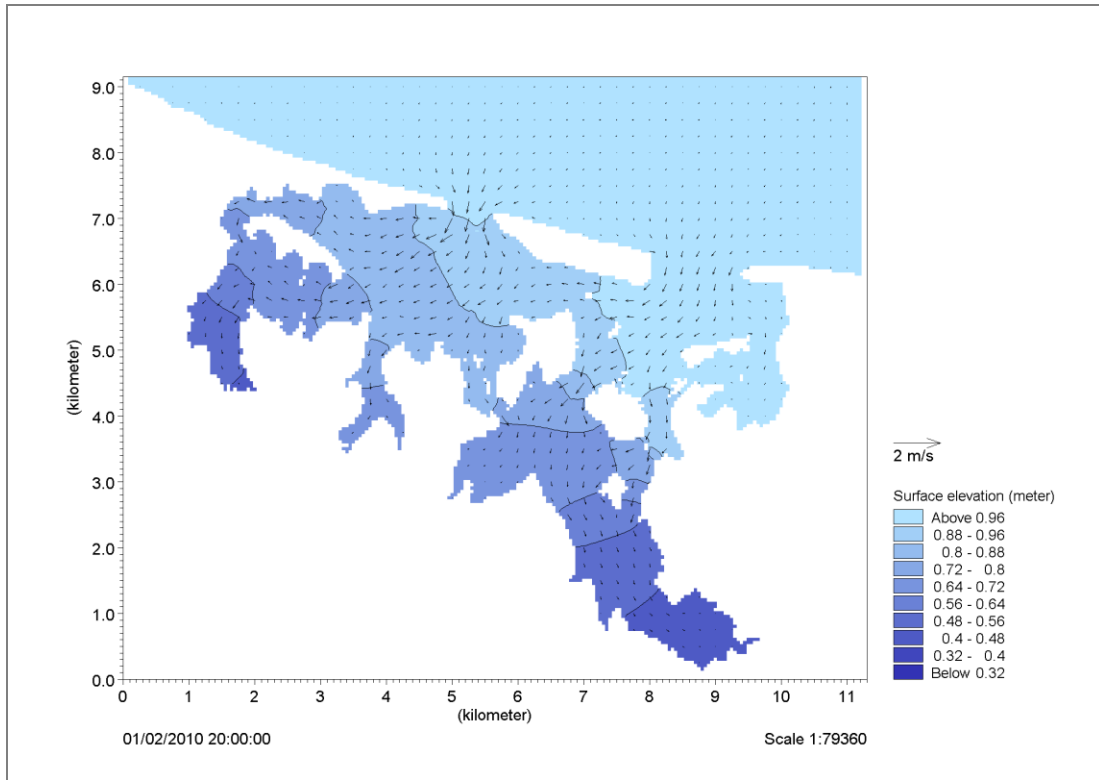 9.0
8.0
7.0
6.0
5.0
4.0
3.0
2.0
1.0
0.0
(kilometer)
0 1 2 3 4 5 6 7 8 9 10 11
(kilometer)
01/02/2010 20:00:00
Scale 1:79360
2 m/s
Surface elevation (meter)
Above 0.96
0.88 - 0.96
0.8 - 0.88
0.72 - 0.8
0.64 - 0.72
0.56 - 0.64
0.48 - 0.56
0.4 - 0.48
0.32 - 0.4
Below 0.32